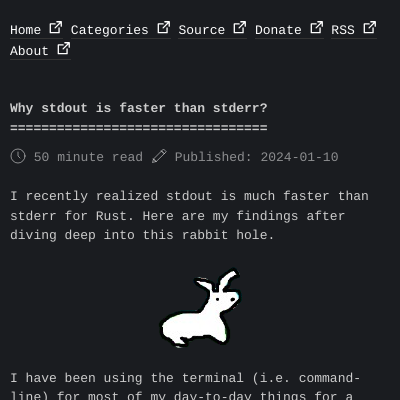 Home Categories Source Donate RSS
About
Why stdout is faster than stderr?
=================================
50 minute read Published: 2024-01-10
I recently realized stdout is much faster than
stderr for Rust. Here are my findings after
diving deep into this rabbit hole.
I have been using the terminal (i.e. command-
line) for most of my day-to-day things for a